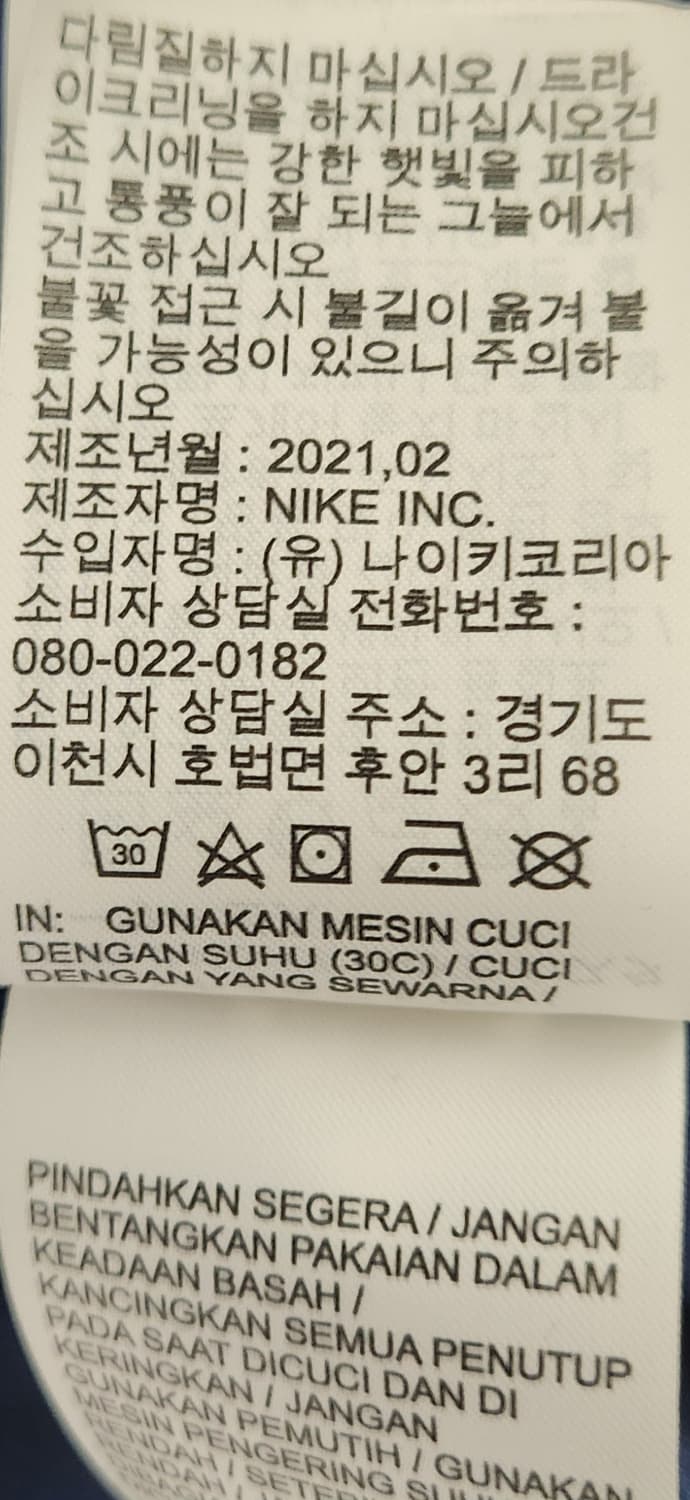 다림질하지 마십시오 / 드라
이크리닝을 하지 마십시오건
조 시에는 강한 햇빛을 피하
고 통풍이 잘 되는 그늘에서
건조하십시오
불꽃 접근 시 불길이 옮겨 붙
을 가능성이 있으니 주의하
십시오
제조년월 : 2021,02
제조자명 : NIKE INC.
수입자명 : (유) 나이키코리아
소비자 상담실 전화번호 :
080-022-0182
소비자 상담실 주소 : 경기도
이천시 호법면 후안 3리 68
30
IN: GUNAKAN MESIN CUCI
DENGAN SUHU (30C) / CUCI
DENGAN YANG SEWARNA /
PINDAHKAN SEGERA / JANGAN
BENTANGKAN PAKAIAN DALAM
KEADAAN BASAH /
KANCINGKAN SEMUA PENUTUP
PADA SAAT DICUCI DAN DI
KERINGKAN / JANGAN
GUNAKAN PEMUTIH / GUNAKAN
MESIN PENGERING
RENDAH /
RENDAH /